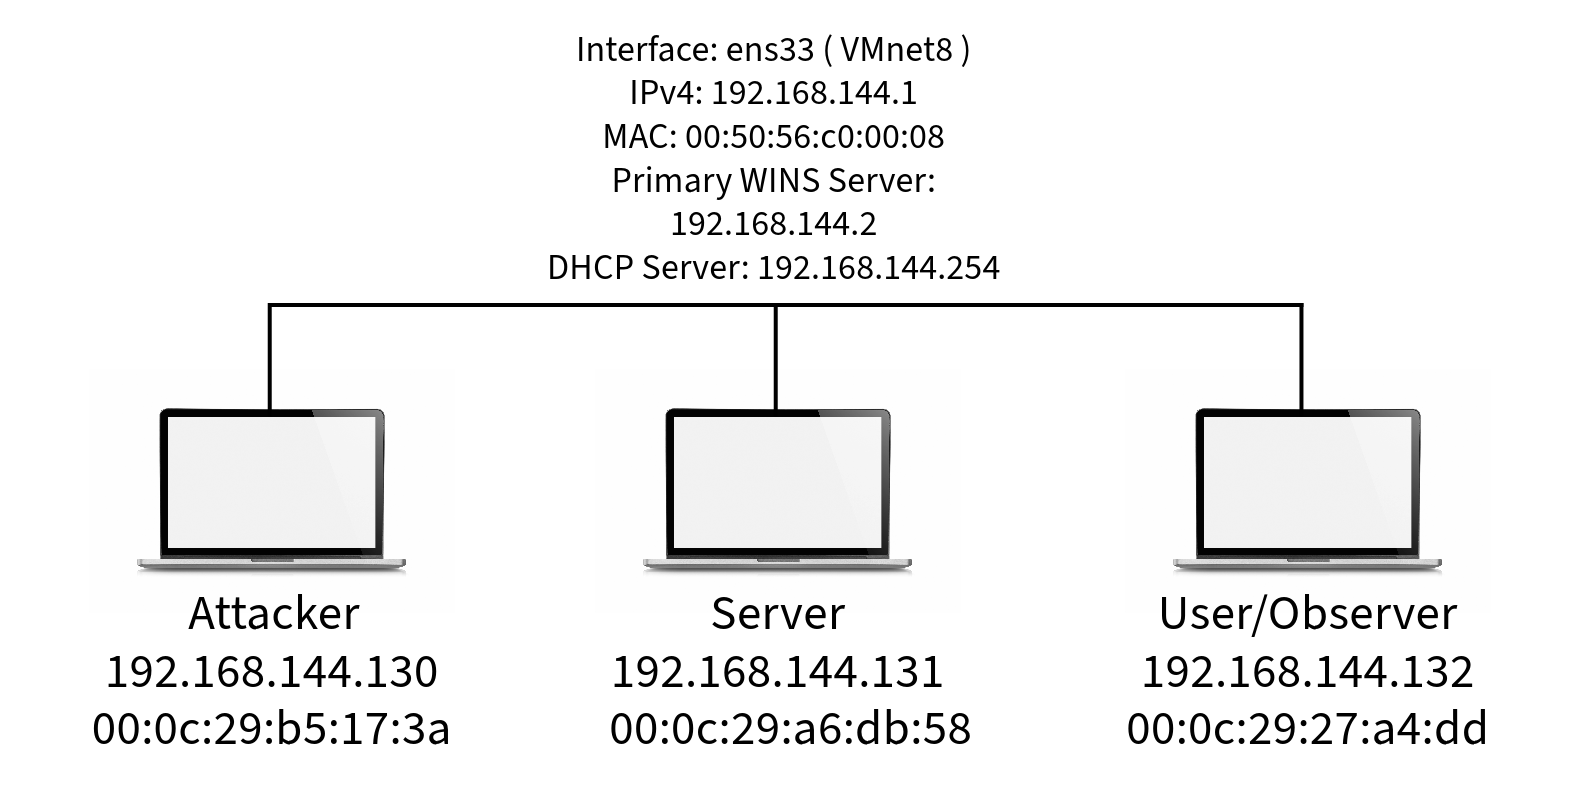 Interface: ens33 ( VMnet8 )
IPv4: 192.168.144.1
MAC: 00:50:56:c0:00:08
Primary WINS Server:
192.168.144.2
DHCP Server: 192.168.144.254
Attacker
192.168.144.130
00:0c:29:b5:17:3a
Server
192.168.144.131
00:0c:29:a6:db:58
User/Observer
192.168.144.132
00:0c:29:27:a4:dd